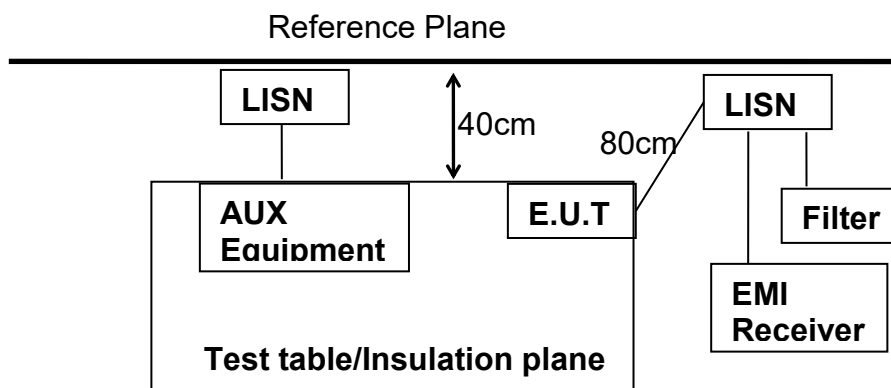 Reference Plane
LISN
40cm
80cm
LISN
AUX
Equipment
E.U.T
Filter
EMI
Receiver
Test table/Insulation plane